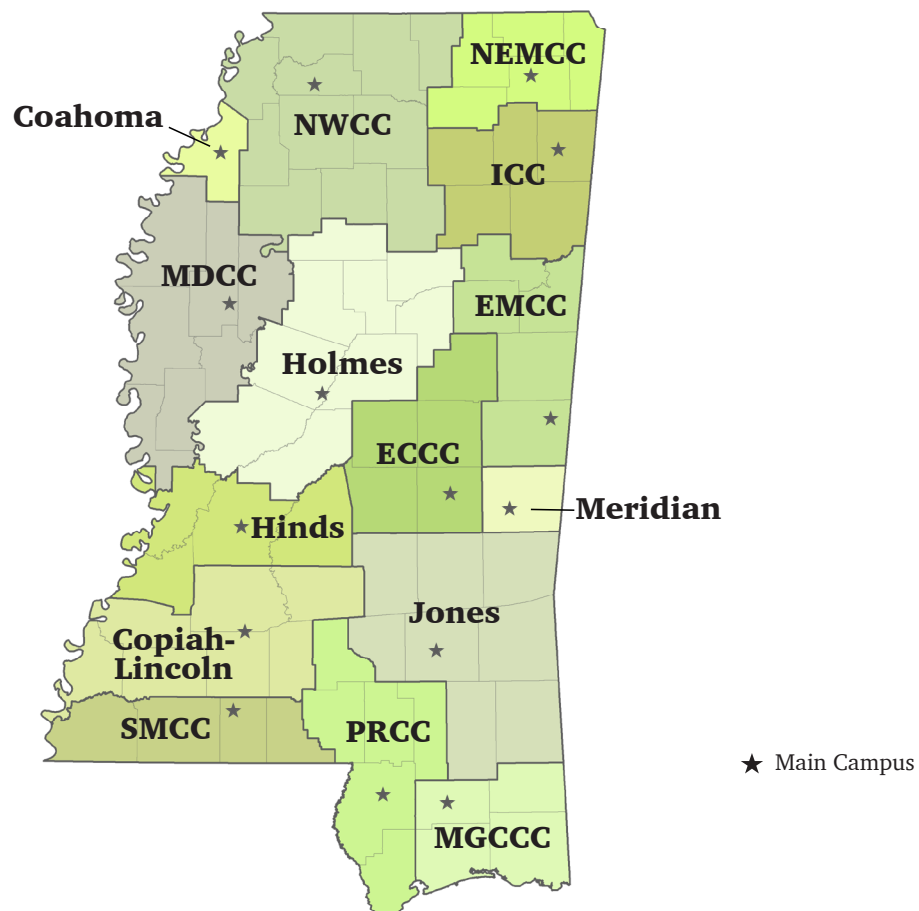 NEMCC
Coahoma
NWCC
ICC
MDCC
EMCC
Holmes
ECCC
Meridian
Hinds
Jones
Copiah-
Lincoln
SMCC
PRCC
Main Campus
MGCCC